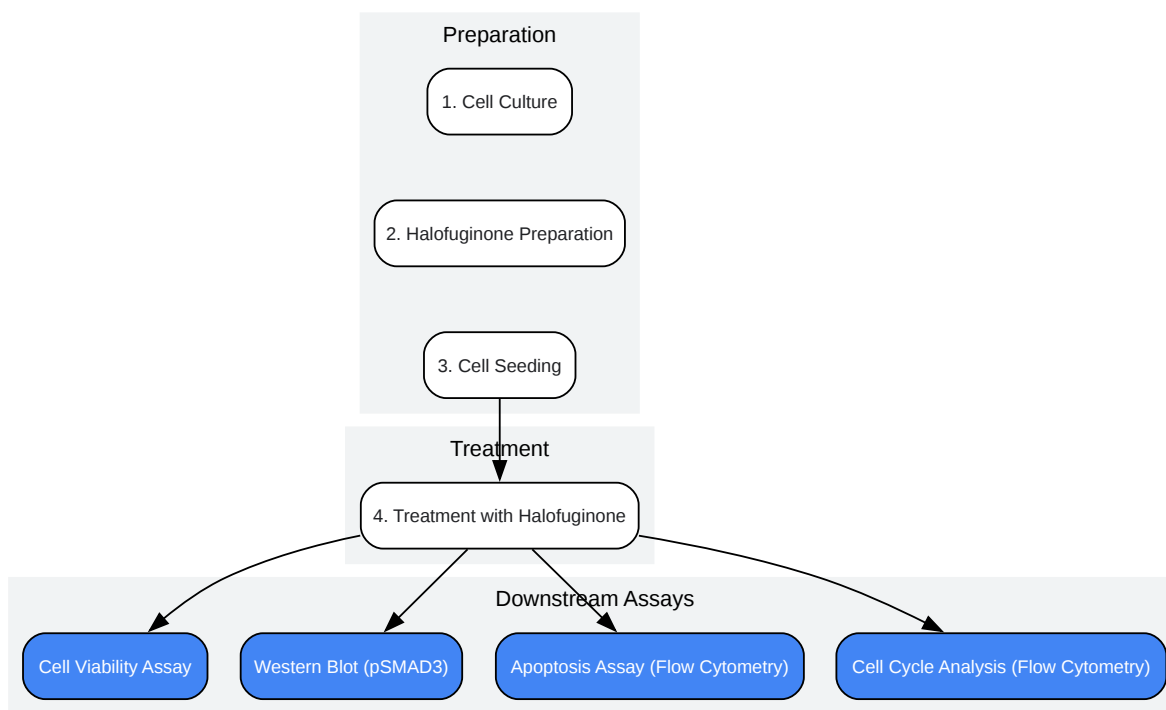 Preparation
1. Cell Culture
2. Halofuginone Preparation
3. Cell Seeding
Treatment
4. Treatment with Halofuginone
Downstream Assays
Cell Viability Assay
Western Blot (pSMAD3)
Apoptosis Assay (Flow Cytometry)
Cell Cycle Analysis (Flow Cytometry)